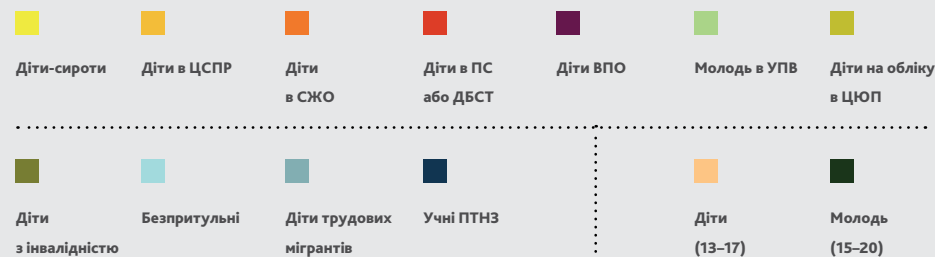 Діти-сироти
Діти в ЦСПР
Діти
в СЖО
Діти в ПС
або ДБСТ
Діти ВПО
Молодь в УПВ
Діти на обліку
в ЦЮП
Діти
з інвалідністю
Безпритульні
Діти трудових
мігрантів
Учні ПТНЗ
Діти
(13–17)
Молодь
(15–20)